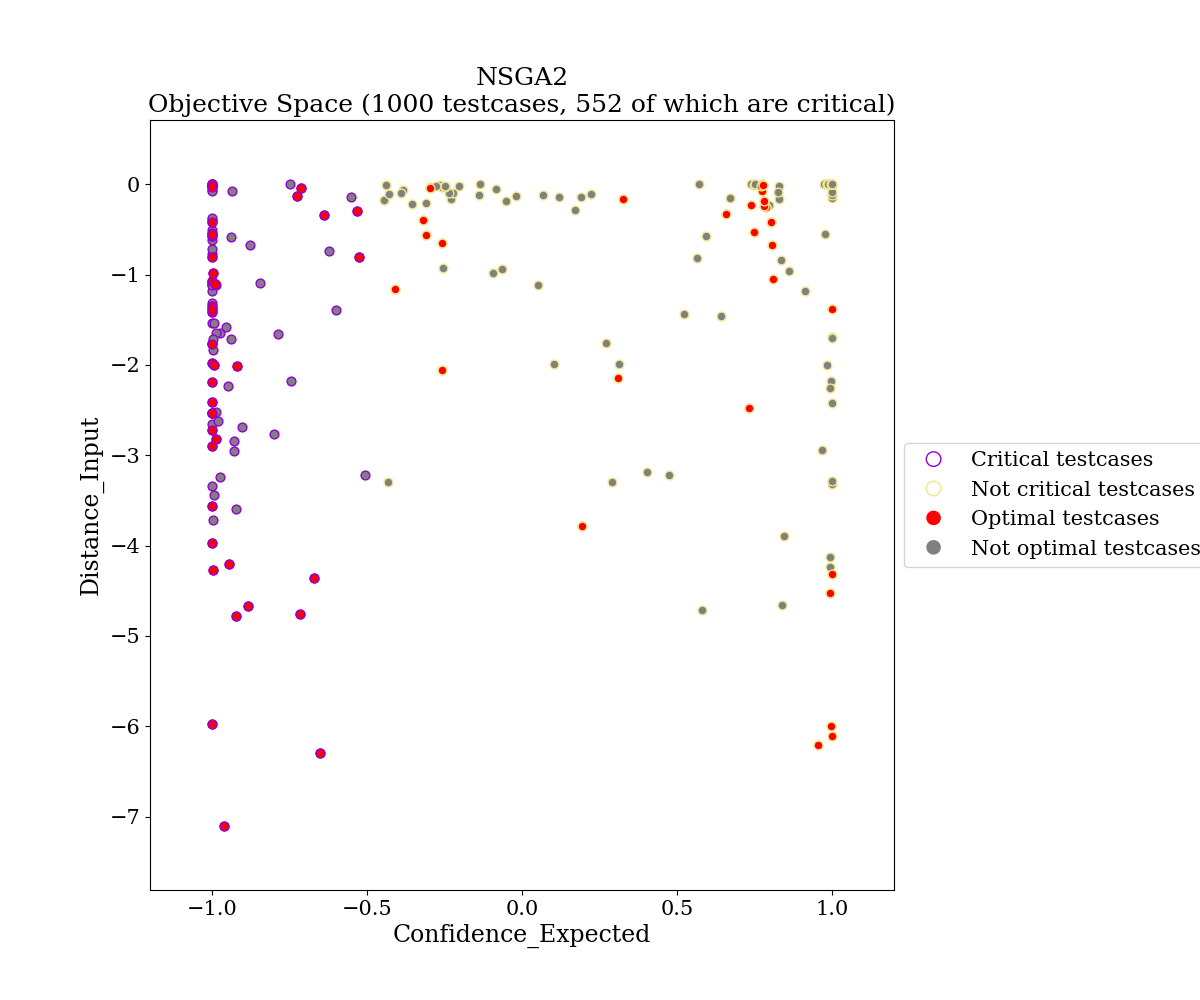 NSGA2
Objective Space (1000 testcases, 552 of which are critical)
0
−1
−2
−3
−4
−5
−6
−7
Distance_Input
−1.0
−0.5
0.0
0.5
1.0
Confidence_Expected
Critical testcases
Not critical testcases
Optimal testcases
Not optimal testcases